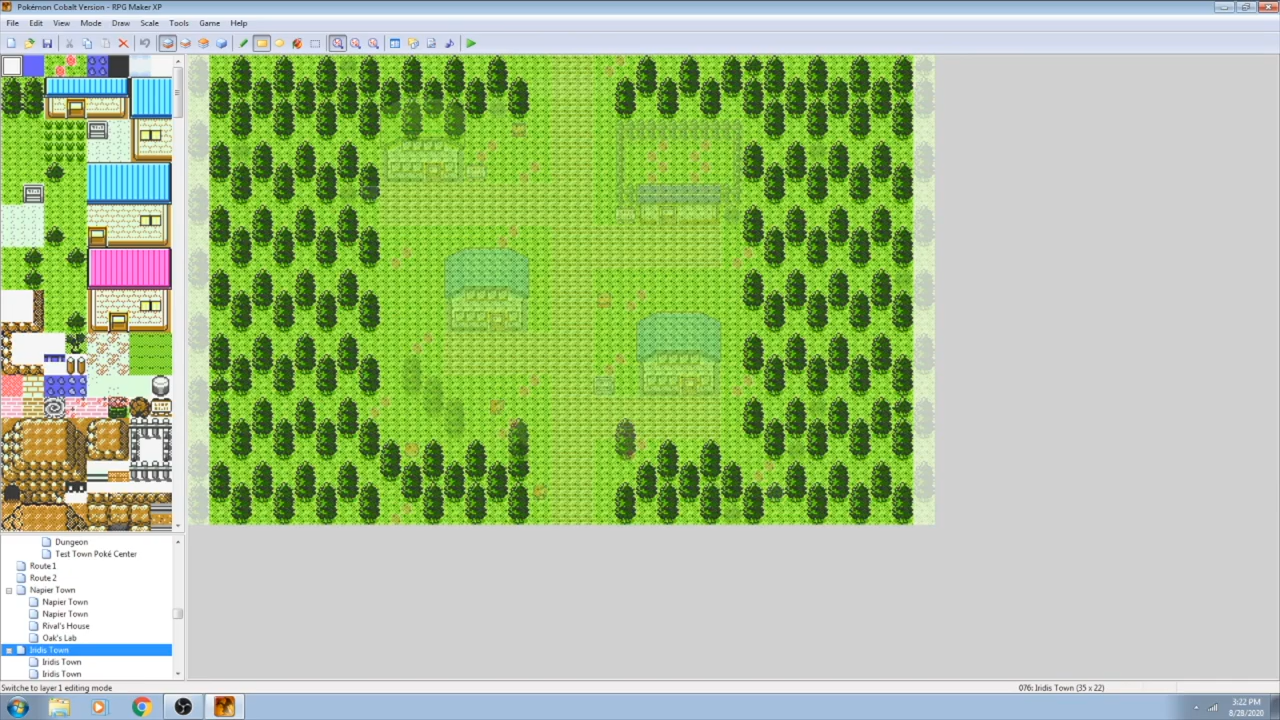 Pokémon Cobalt Version - RPG Maker XP
File Edit View Mode Draw Scale Tools Game Help
Dungeon
Test Town Poké Center
Route 1
Route 2
Napier Town
Napier Town
Napier Town
Rival's House
Oak's Lab
Iridis Town
Iridis Town
Iridis Town
Switche to layer 1 editing mode
076: Iridis Town (35 x 22)
3:22 PM
8/28/2020